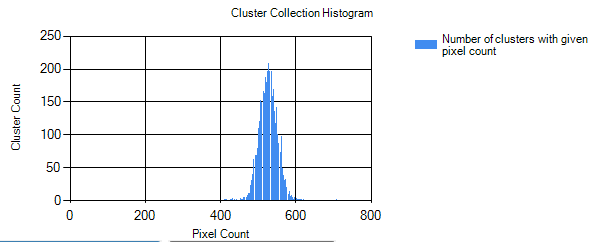 Cluster Collection Histogram
250
200
150
100
50
0
Cluster Count
0 200 400 600 800
Pixel Count
Number of clusters with given
pixel count